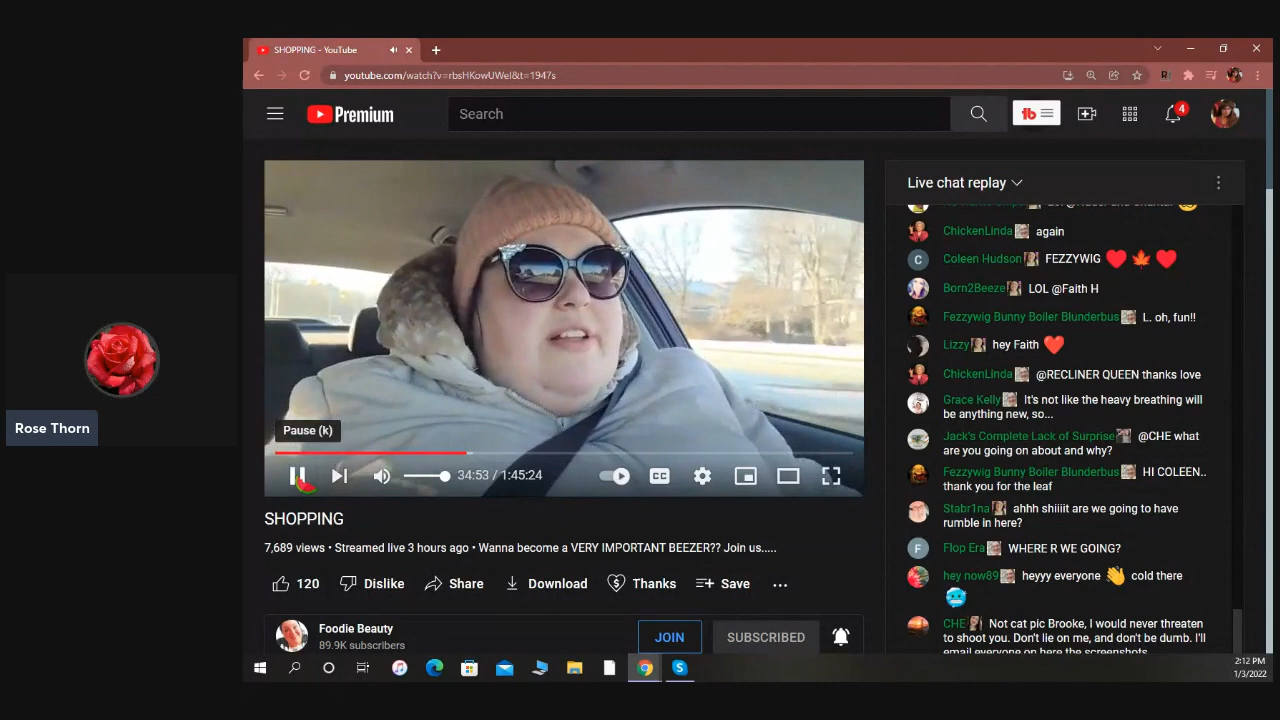 SHOPPING - YouTube
youtube.com/watch?v=rbsHKowUWeI&t=1947s
Premium
Search
4
Live chat replay
ChickenLinda again
Coleen Hudson FEZZYWIG
Born2Beeze LOL @Faith H
Fezzywig Bunny Boiler Blunderbus L. oh, fun!!
Lizzy hey Faith
ChickenLinda @RECLINER QUEEN thanks love
Grace Kelly It's not like the heavy breathing will
be anything new, so...
Jack's Complete Lack of Surprise @CHE what
are you going on about and why?
Fezzywig Bunny Boiler Blunderbus HI COLEEN..
thank you for the leaf
Stabr1na ahhh shiiit are we going to have
rumble in here?
Flop Era WHERE R WE GOING?
hey now89 heyyy everyone cold there
CHE Not cat pic Brooke, I would never threaten
to shoot you. Don't lie on me, and don't be dumb. I'll
email everyone on here the screenshots
Pause (k)
34:53 / 1:45:24
CC
SHOPPING
7,689 views • Streamed live 3 hours ago • Wanna become a VERY IMPORTANT BEEZER?? Join us.....
120 Dislike Share Download Thanks Save ...
Foodie Beauty
89.9K subscribers
JOIN SUBSCRIBED
Rose Thorn
2:12 PM
1/3/2022